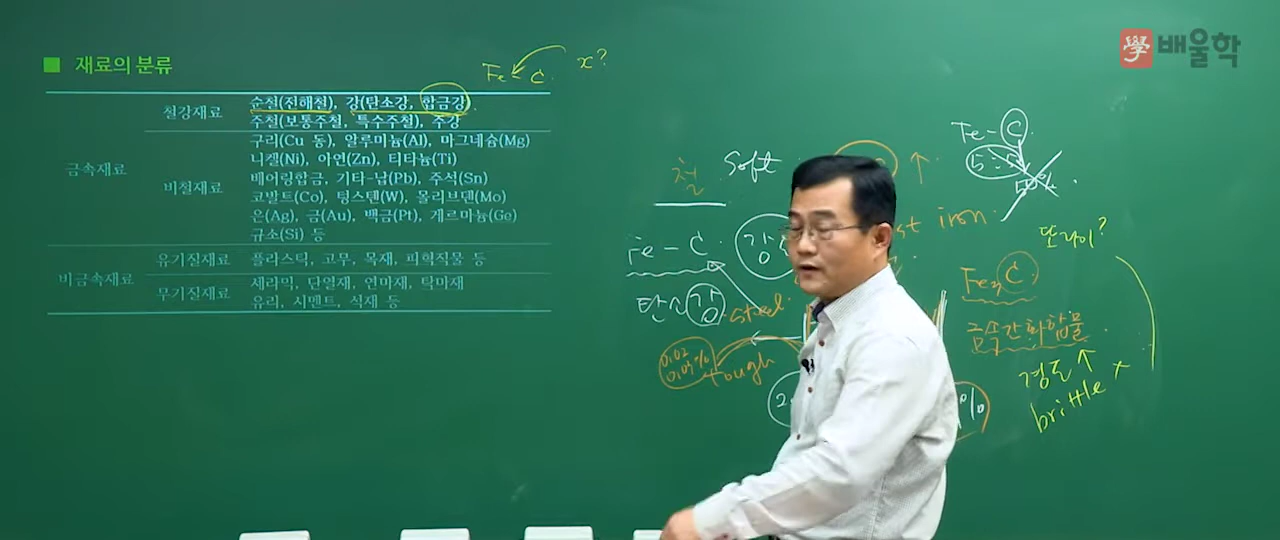 學 배울학
■ 재료의 분류
Fe C. x?
금속재료
철강재료
순철(전해철), 강(탄소강, 합금강)
주철(보통주철, 특수주철), 주강
비철재료
구리(Cu 동), 알루미늄(Al), 마그네슘(Mg)
니켈(Ni), 아연(Zn), 티타늄(Ti)
베어링합금, 기타-납(Pb), 주석(Sn)
코발트(Co), 텅스텐(W), 몰리브덴(Mo)
은(Ag), 금(Au), 백금(Pt), 게르마늄(Ge)
규소(Si) 등
비금속재료
유기질재료
플라스틱, 고무, 목재, 피혁직물 등
무기질재료
세라믹, 단열재, 연마재, 탁마재
유리, 시멘트, 석재 등
철 Soft
Fe - C.
강
탄소강 steel
tough
iron.
Fe - C.
50%
또라이?
금속간화합물
경도↑
brittle